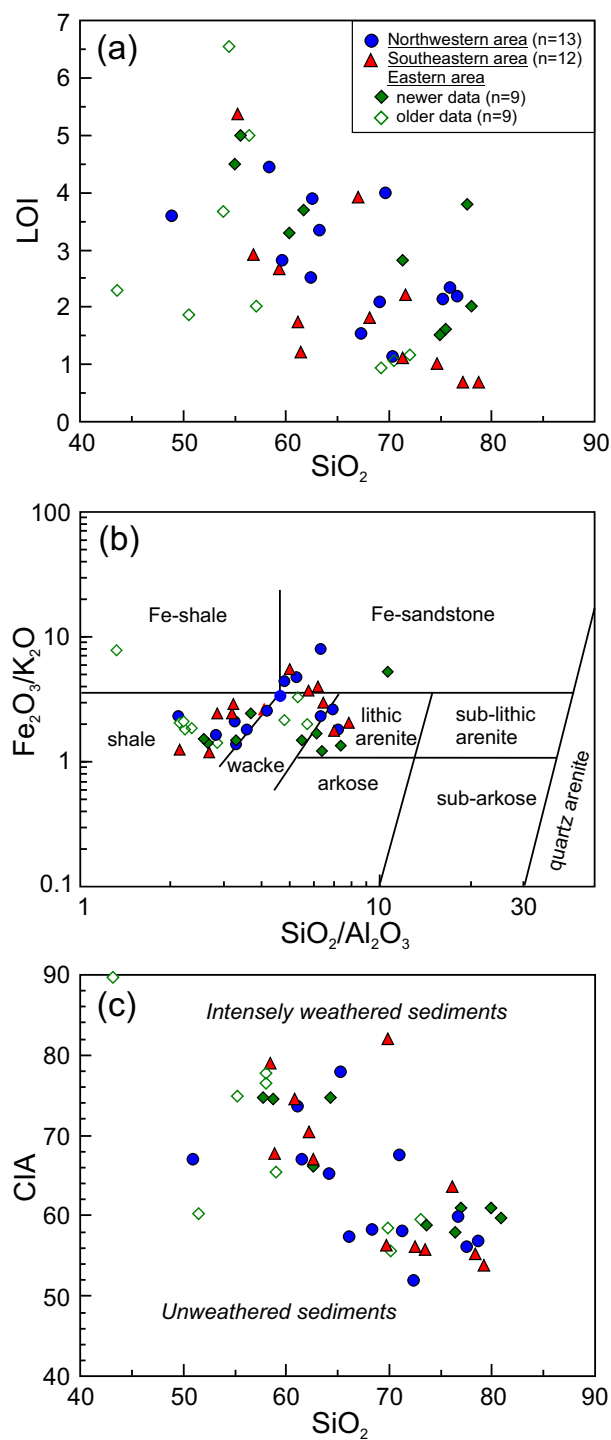 (a)
Northwestern area (n=13)
Southeastern area (n=12)
Eastern area
newer data (n=9)
older data (n=9)
7
6
5
4
3
2
1
0
LOI
40 50 60 70 80 90
SiO₂
(b)
100
10
1
0.1
Fe₂O₃/K₂O
Fe-shale
Fe-sandstone
shale
wacke
lithic
arenite
sub-lithic
arenite
arkose
sub-arkose
quartz arenite
1 10 30
SiO₂/Al₂O₃
(c)
90
80
70
60
50
40
CIA
Intensely weathered sediments
Unweathered sediments
40 50 60 70 80 90
SiO₂